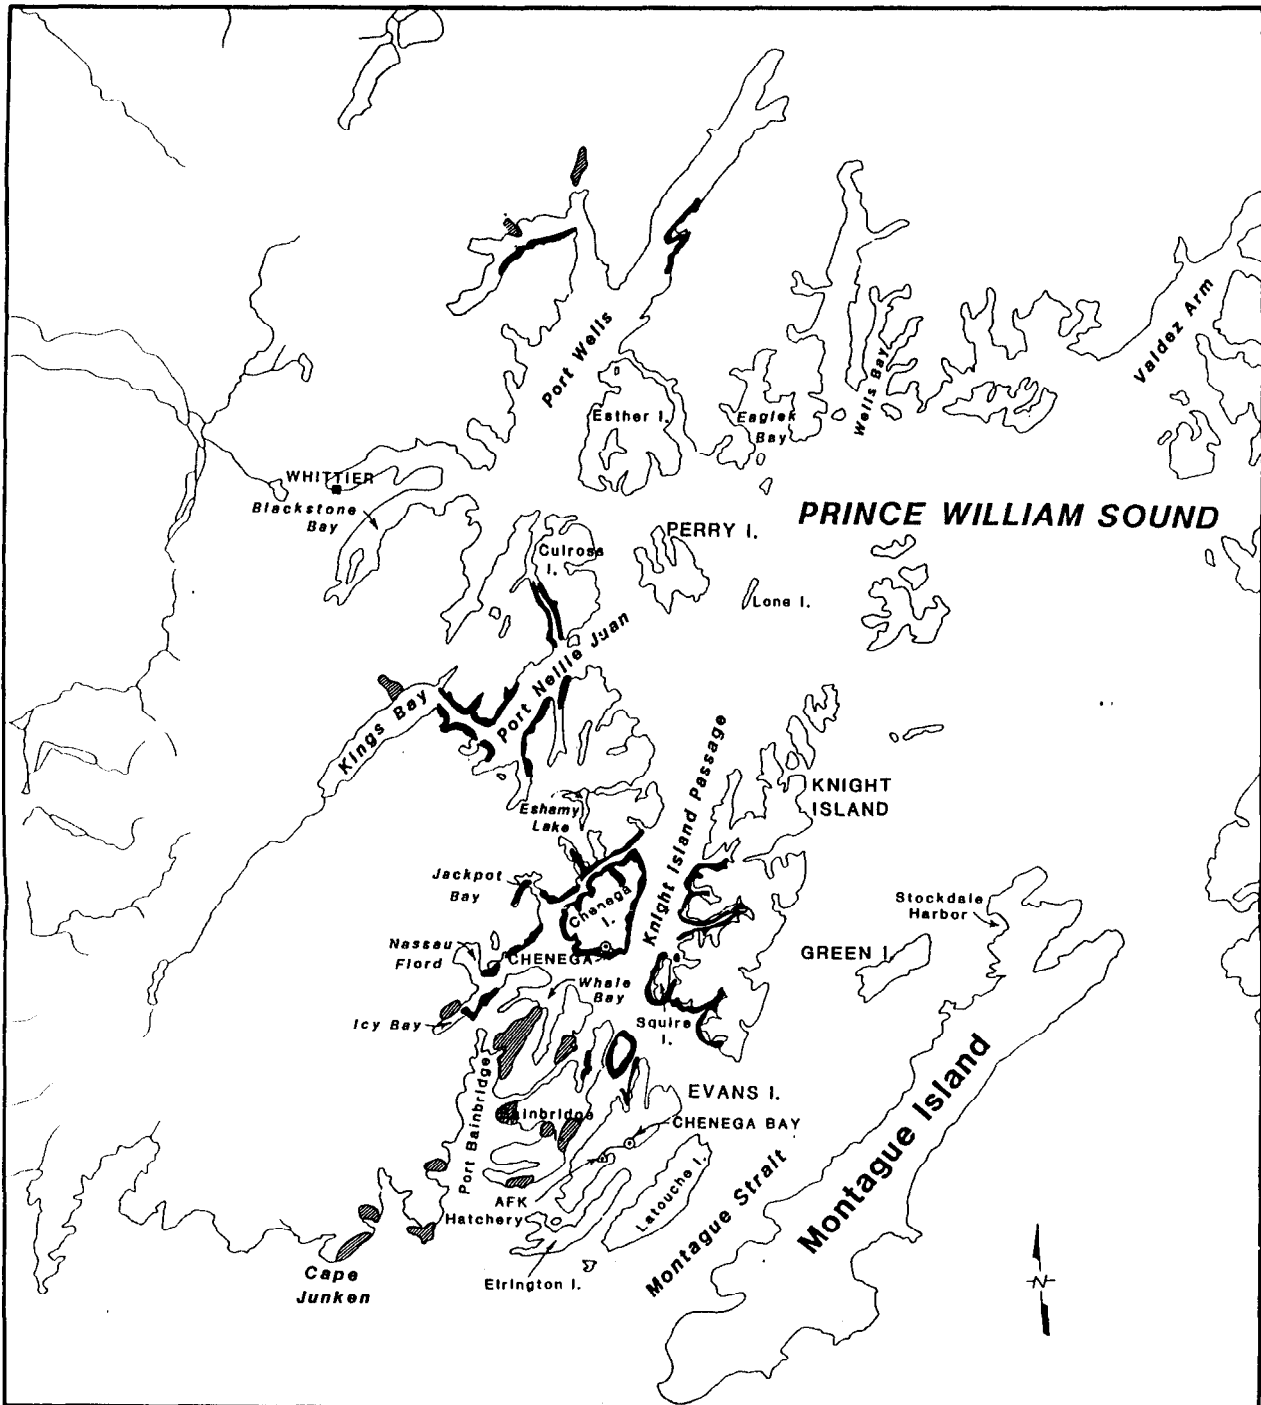 Port Wells
Valdez Arm
Esther I.
Eaglek
Bay
Wells Bay
WHITTIER
Blackstone
Bay
PRINCE WILLIAM SOUND
PERRY I.
Culross
I.
Lone I.
Port Nellie Juan
Kings Bay
Knight Island Passage
KNIGHT
ISLAND
Eshamy
Lake
Jackpot
Bay
Chenega
I.
Stockdale
Harbor
Nassau
Fiord
CHENEGA
GREEN I.
Whale
Bay
Icy Bay
Squire
I.
Port Bainbridge
EVANS I.
Bainbridge
CHENEGA BAY
Montague Island
AFK
Hatchery
Latouche I.
Montague Strait
Cape
Junken
Elrington I.
N